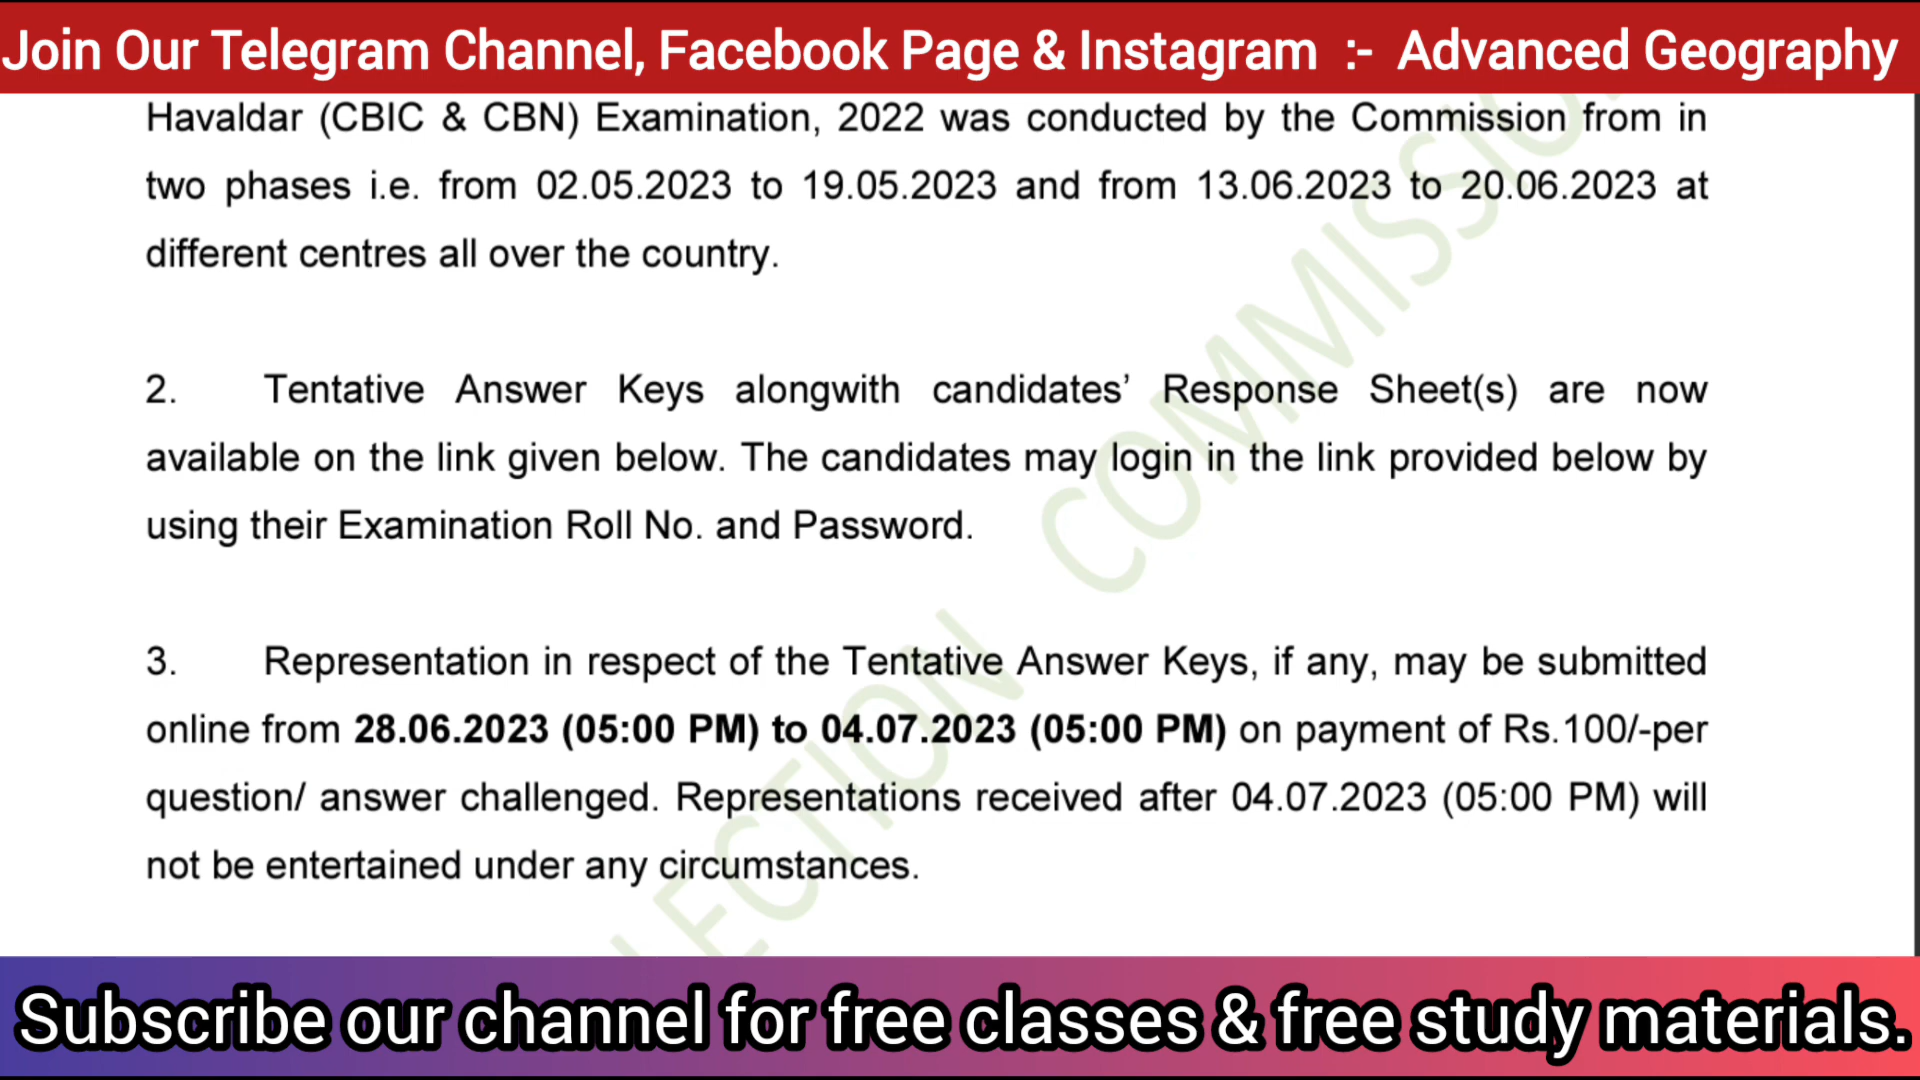 Join Our Telegram Channel, Facebook Page & Instagram :- Advanced Geography
Havaldar (CBIC & CBN) Examination, 2022 was conducted by the Commission from in
two phases i.e. from 02.05.2023 to 19.05.2023 and from 13.06.2023 to 20.06.2023 at
different centres all over the country.
2. Tentative Answer Keys alongwith candidates’ Response Sheet(s) are now
available on the link given below. The candidates may login in the link provided below by
using their Examination Roll No. and Password.
3. Representation in respect of the Tentative Answer Keys, if any, may be submitted
online from 28.06.2023 (05:00 PM) to 04.07.2023 (05:00 PM) on payment of Rs.100/-per
question/ answer challenged. Representations received after 04.07.2023 (05:00 PM) will
not be entertained under any circumstances.
LECTION COMMISSIO
Subscribe our channel for free classes & free study materials.